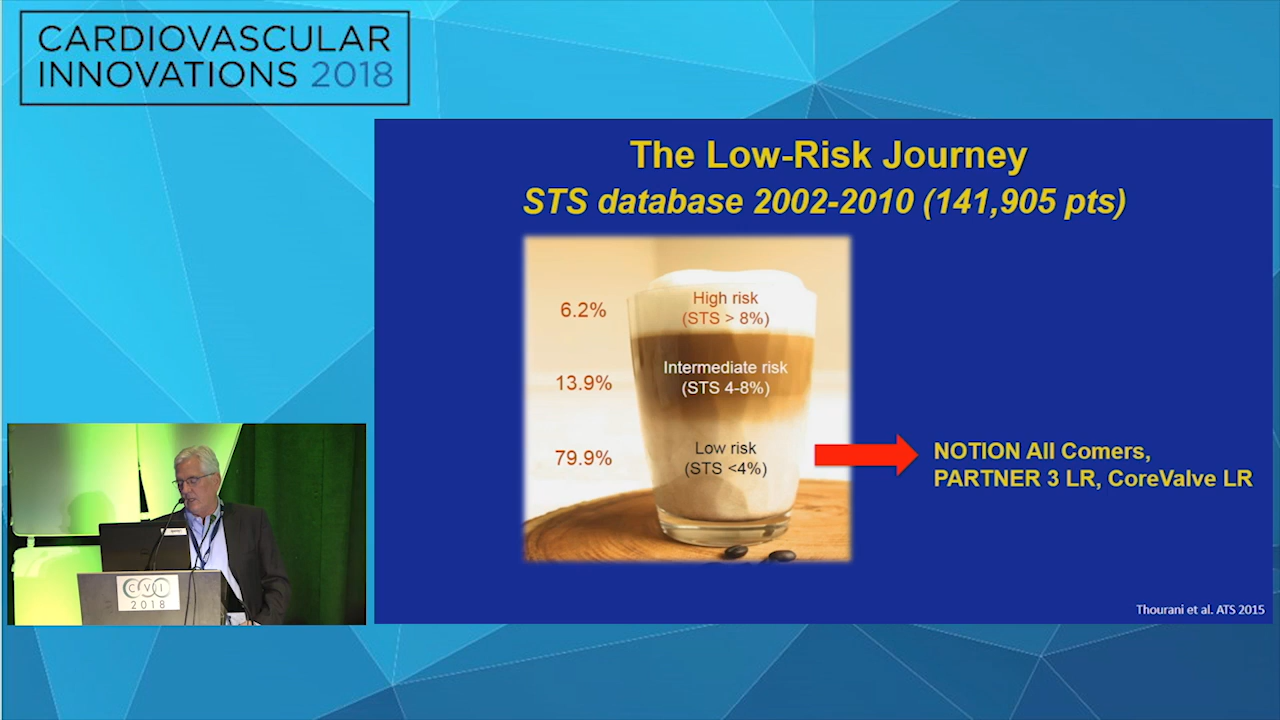 CARDIOVASCULAR
INNOVATIONS 2018
The Low-Risk Journey
STS database 2002-2010 (141,905 pts)
6.2%
High risk
(STS > 8%)
13.9%
Intermediate risk
(STS 4-8%)
79.9%
Low risk
(STS <4%)
NOTION All Comers,
PARTNER 3 LR, CoreValve LR
Thourani et al. ATS 2015
CVI
2018